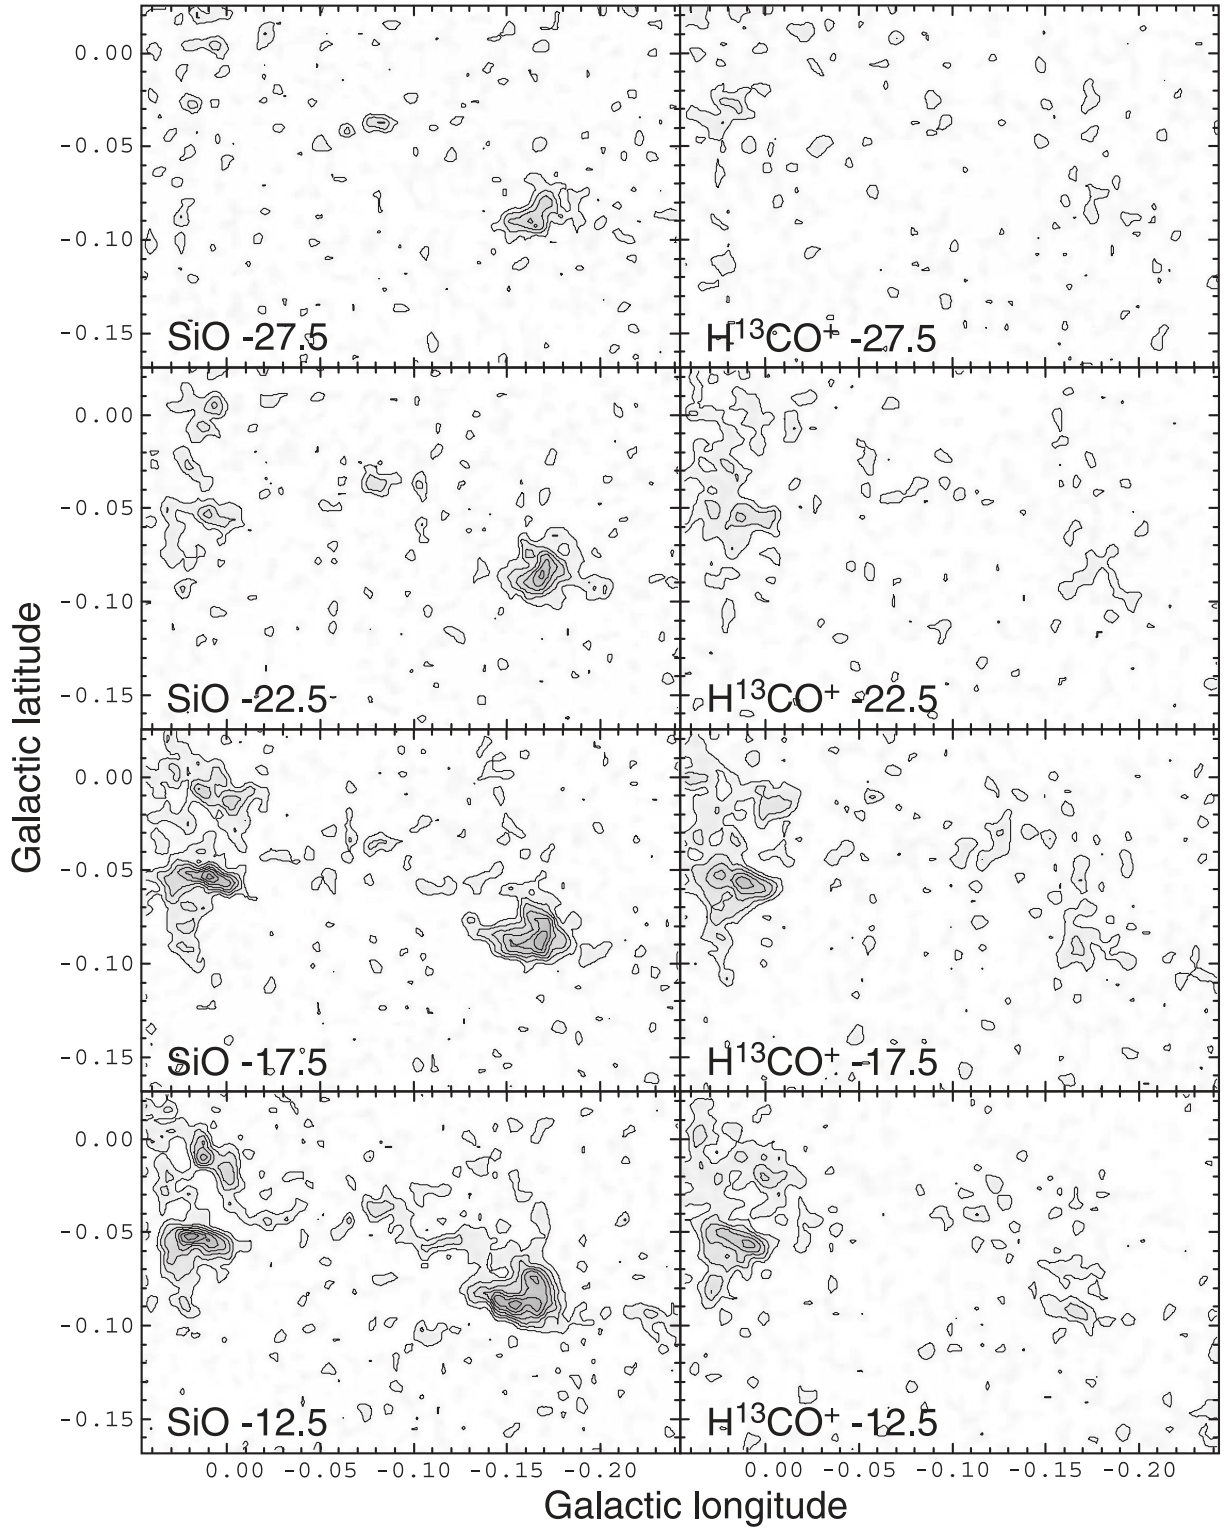 0.00
-0.05
-0.10
-0.15
SiO -27.5
H¹³CO⁺ -27.5
0.00
-0.05
-0.10
-0.15
SiO -22.5
H¹³CO⁺ -22.5
Galactic latitude
0.00
-0.05
-0.10
-0.15
SiO -17.5
H¹³CO⁺ -17.5
0.00
-0.05
-0.10
-0.15
SiO -12.5
H¹³CO⁺ -12.5
0.00 -0.05 -0.10 -0.15 -0.20 0.00 -0.05 -0.10 -0.15 -0.20
Galactic longitude